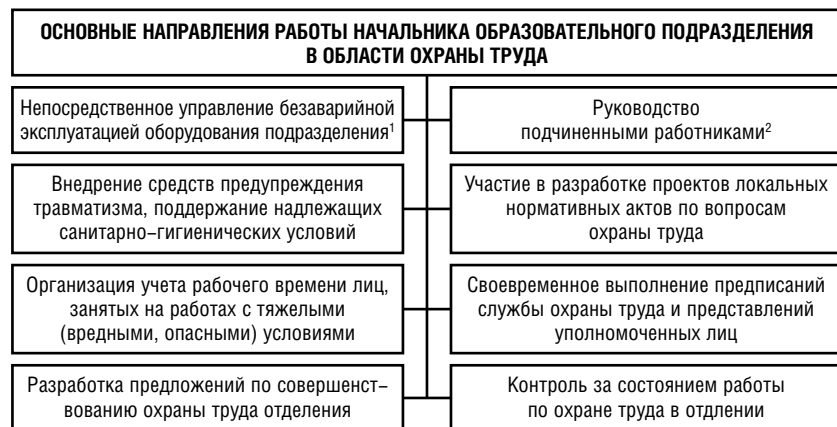 ОСНОВНЫЕ НАПРАВЛЕНИЯ РАБОТЫ НАЧАЛЬНИКА ОБРАЗОВАТЕЛЬНОГО ПОДРАЗДЕЛЕНИЯ
В ОБЛАСТИ ОХРАНЫ ТРУДА
Непосредственное управление безаварийной
эксплуатацией оборудования подразделения¹
Руководство
подчиненными работниками²
Внедрение средств предупреждения
травматизма, поддержание надлежащих
санитарно-гигиенических условий
Участие в разработке проектов локальных
нормативных актов по вопросам
охраны труда
Организация учета рабочего времени лиц,
занятых на работах с тяжелыми
(вредными, опасными) условиями
Своевременное выполнение предписаний
службы охраны труда и представлений
уполномоченных лиц
Разработка предложений по совершенст-
вованию охраны труда отделения
Контроль за состоянием работы
по охране труда в отдлении